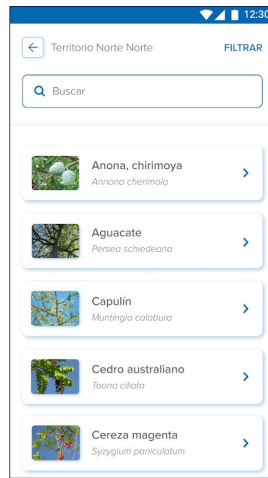 12:30
Territorio Norte Norte FILTRAR
Buscar
Anona, chirimoya
Annona cherimola
Aguacate
Persea schiedeana
Capulín
Muntingia calabura
Cedro australiano
Toona ciliata
Cereza magenta
Syzygium paniculatum